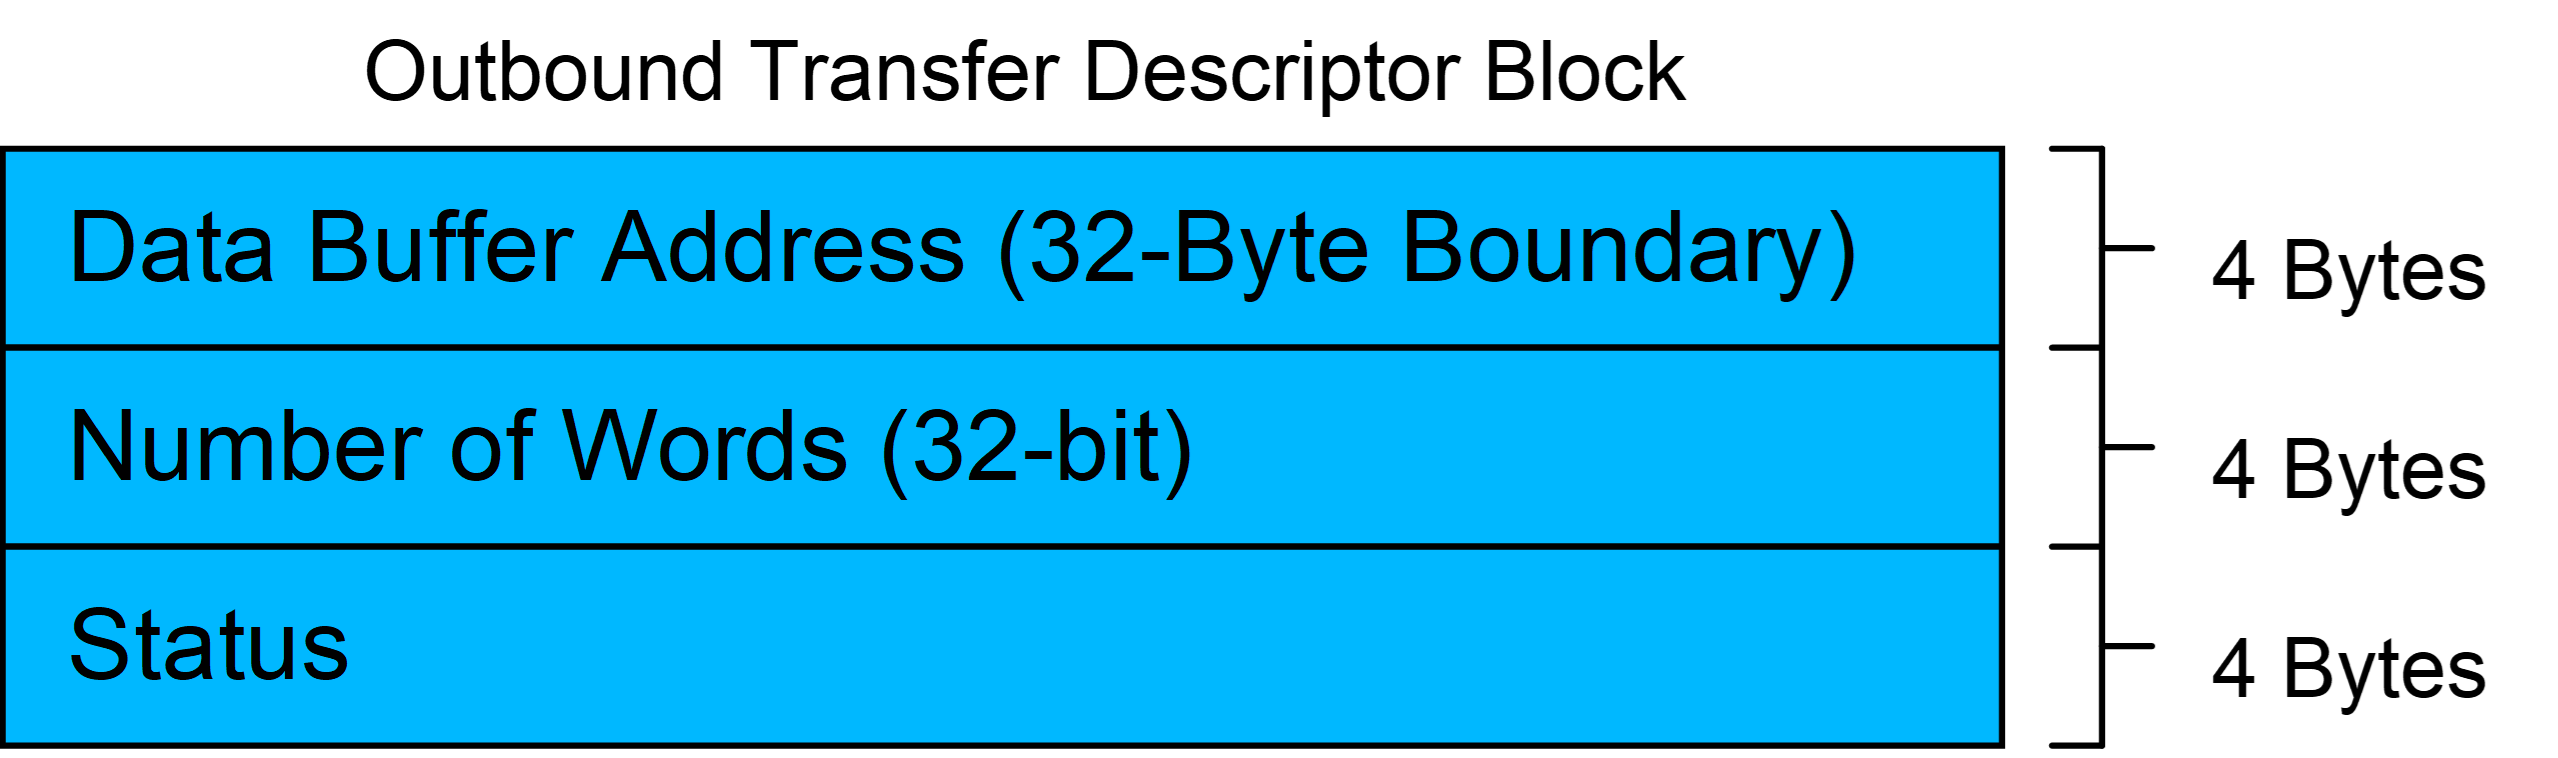 Outbound Transfer Descriptor Block
Data Buffer Address (32-Byte Boundary)
4 Bytes
Number of Words (32-bit)
4 Bytes
Status
4 Bytes